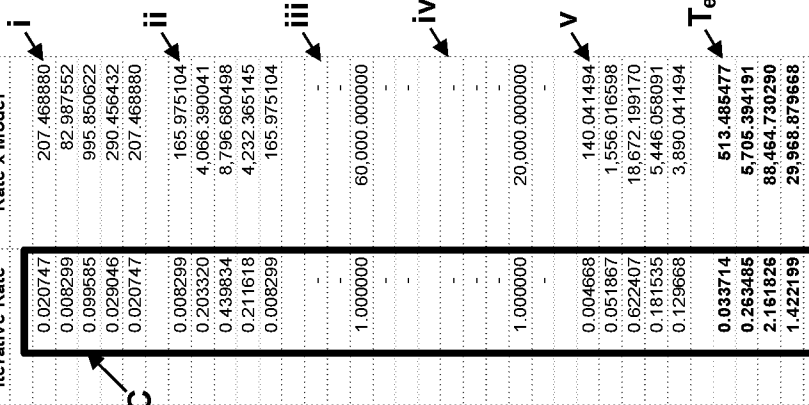 Iterative Rate Rate x Model
0.020747 207.468880 i
0.008299 82.987552
0.099585 995.850622
0.029046 290.456432
0.020747 207.468880
0.008299 165.975104 ii
0.203320 4,066.390041
0.439834 8,796.680498
0.211618 4,232.365145
0.008299 165.975104
- - iii
- -
1.000000 60,000.000000
- -
- -
- - iv
- -
- -
1.000000 20,000.000000
- -
0.004668 140.041494 v
0.051867 1,556.016598
0.622407 18,672.199170
0.181535 5,446.058091
0.129668 3,890.041494
0.033714 513.485477 Te
0.263485 5,705.394191
2.161826 88,464.730290
1.422199 29,968.879668
C